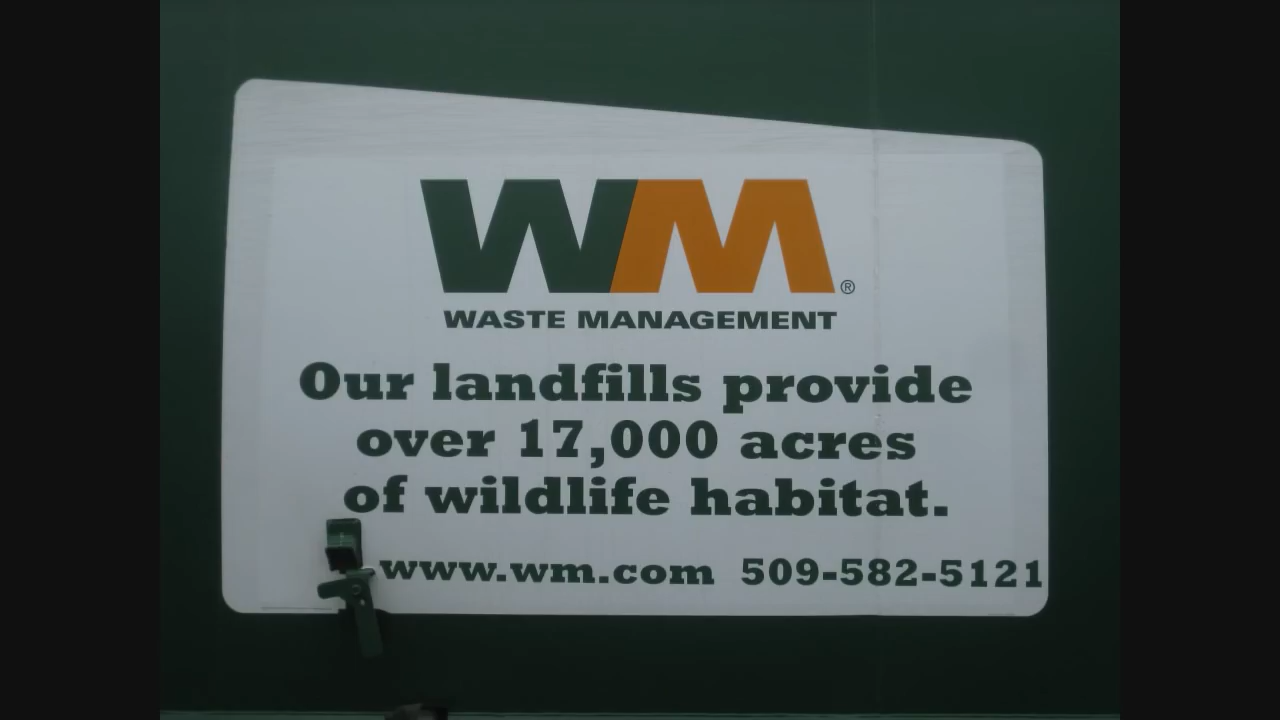 WM®
WASTE MANAGEMENT
Our landfills provide
over 17,000 acres
of wildlife habitat.
www.wm.com 509-582-5121